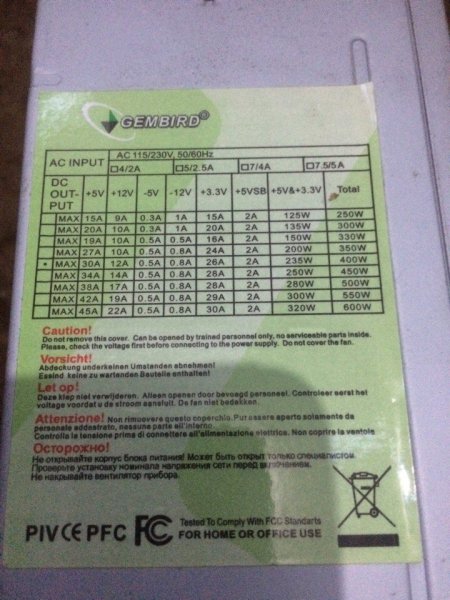 GEMBIRD®
AC INPUT AC 115/230V, 50/60Hz
□4/2A □5/2.5A □7/4A □7.5/5A
DC OUT-PUT +5V +12V -5V -12V +3.3V +5VSB +5V&+3.3V Total
MAX 15A 9A 0.3A 1A 15A 2A 125W 250W
MAX 20A 10A 0.3A 1A 20A 2A 135W 300W
MAX 19A 10A 0.5A 0.5A 16A 2A 150W 330W
MAX 27A 10A 0.5A 0.8A 24A 2A 200W 350W
• MAX 30A 12A 0.5A 0.8A 26A 2A 235W 400W
MAX 34A 14A 0.5A 0.8A 28A 2A 250W 450W
MAX 38A 17A 0.5A 0.8A 28A 2A 280W 500W
MAX 42A 19A 0.5A 0.8A 29A 2A 300W 550W
MAX 45A 22A 0.5A 0.8A 30A 2A 320W 600W
Caution!
Do not remove this cover. Can be opened by trained personnel only, no serviceable parts inside.
Please, check the voltage first before connecting to the power supply. Do not cover the fan.
Vorsicht!
Abdeckung undendlammen abnehmen!
Essind keine zu wartenden Bauteile enthalten!
Let op!
Deze klep niet verwijderen. Alleen openen door bevoegd personeel. Controleer eerst het
voltage voordat u de stroom aansluit. De fan niet bedekken.
Attenzione! Non rimuovere questo coperchio. Pur essere aperto solamente da
personale addestrato, nessuna parte all'interno.
Controlla la tensione prima di connettere all'alimentazione elettrica. Non coprire la ventola
Осторожно!
Не открывайте корпус блока питания! Может быть открыт только специалистом.
Проверьте установку номинала напряжения сети перед включением.
Не накрывайте вентилятор прибора.
PIV CE PFC FC Tested To Comply With FCC Standarts
FOR HOME OR OFFICE USE